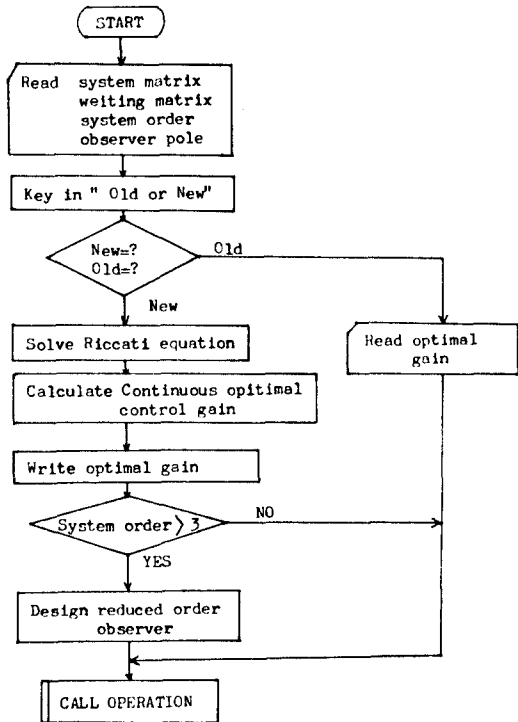 START
Read system matrix
weiting matrix
system order
observer pole
Key in " Old or New"
New=?
Old=?
Old
New
Solve Riccati equation
Read optimal
gain
Calculate Continuous opitimal
control gain
Write optimal gain
System order > 3
NO
YES
Design reduced order
observer
CALL OPERATION